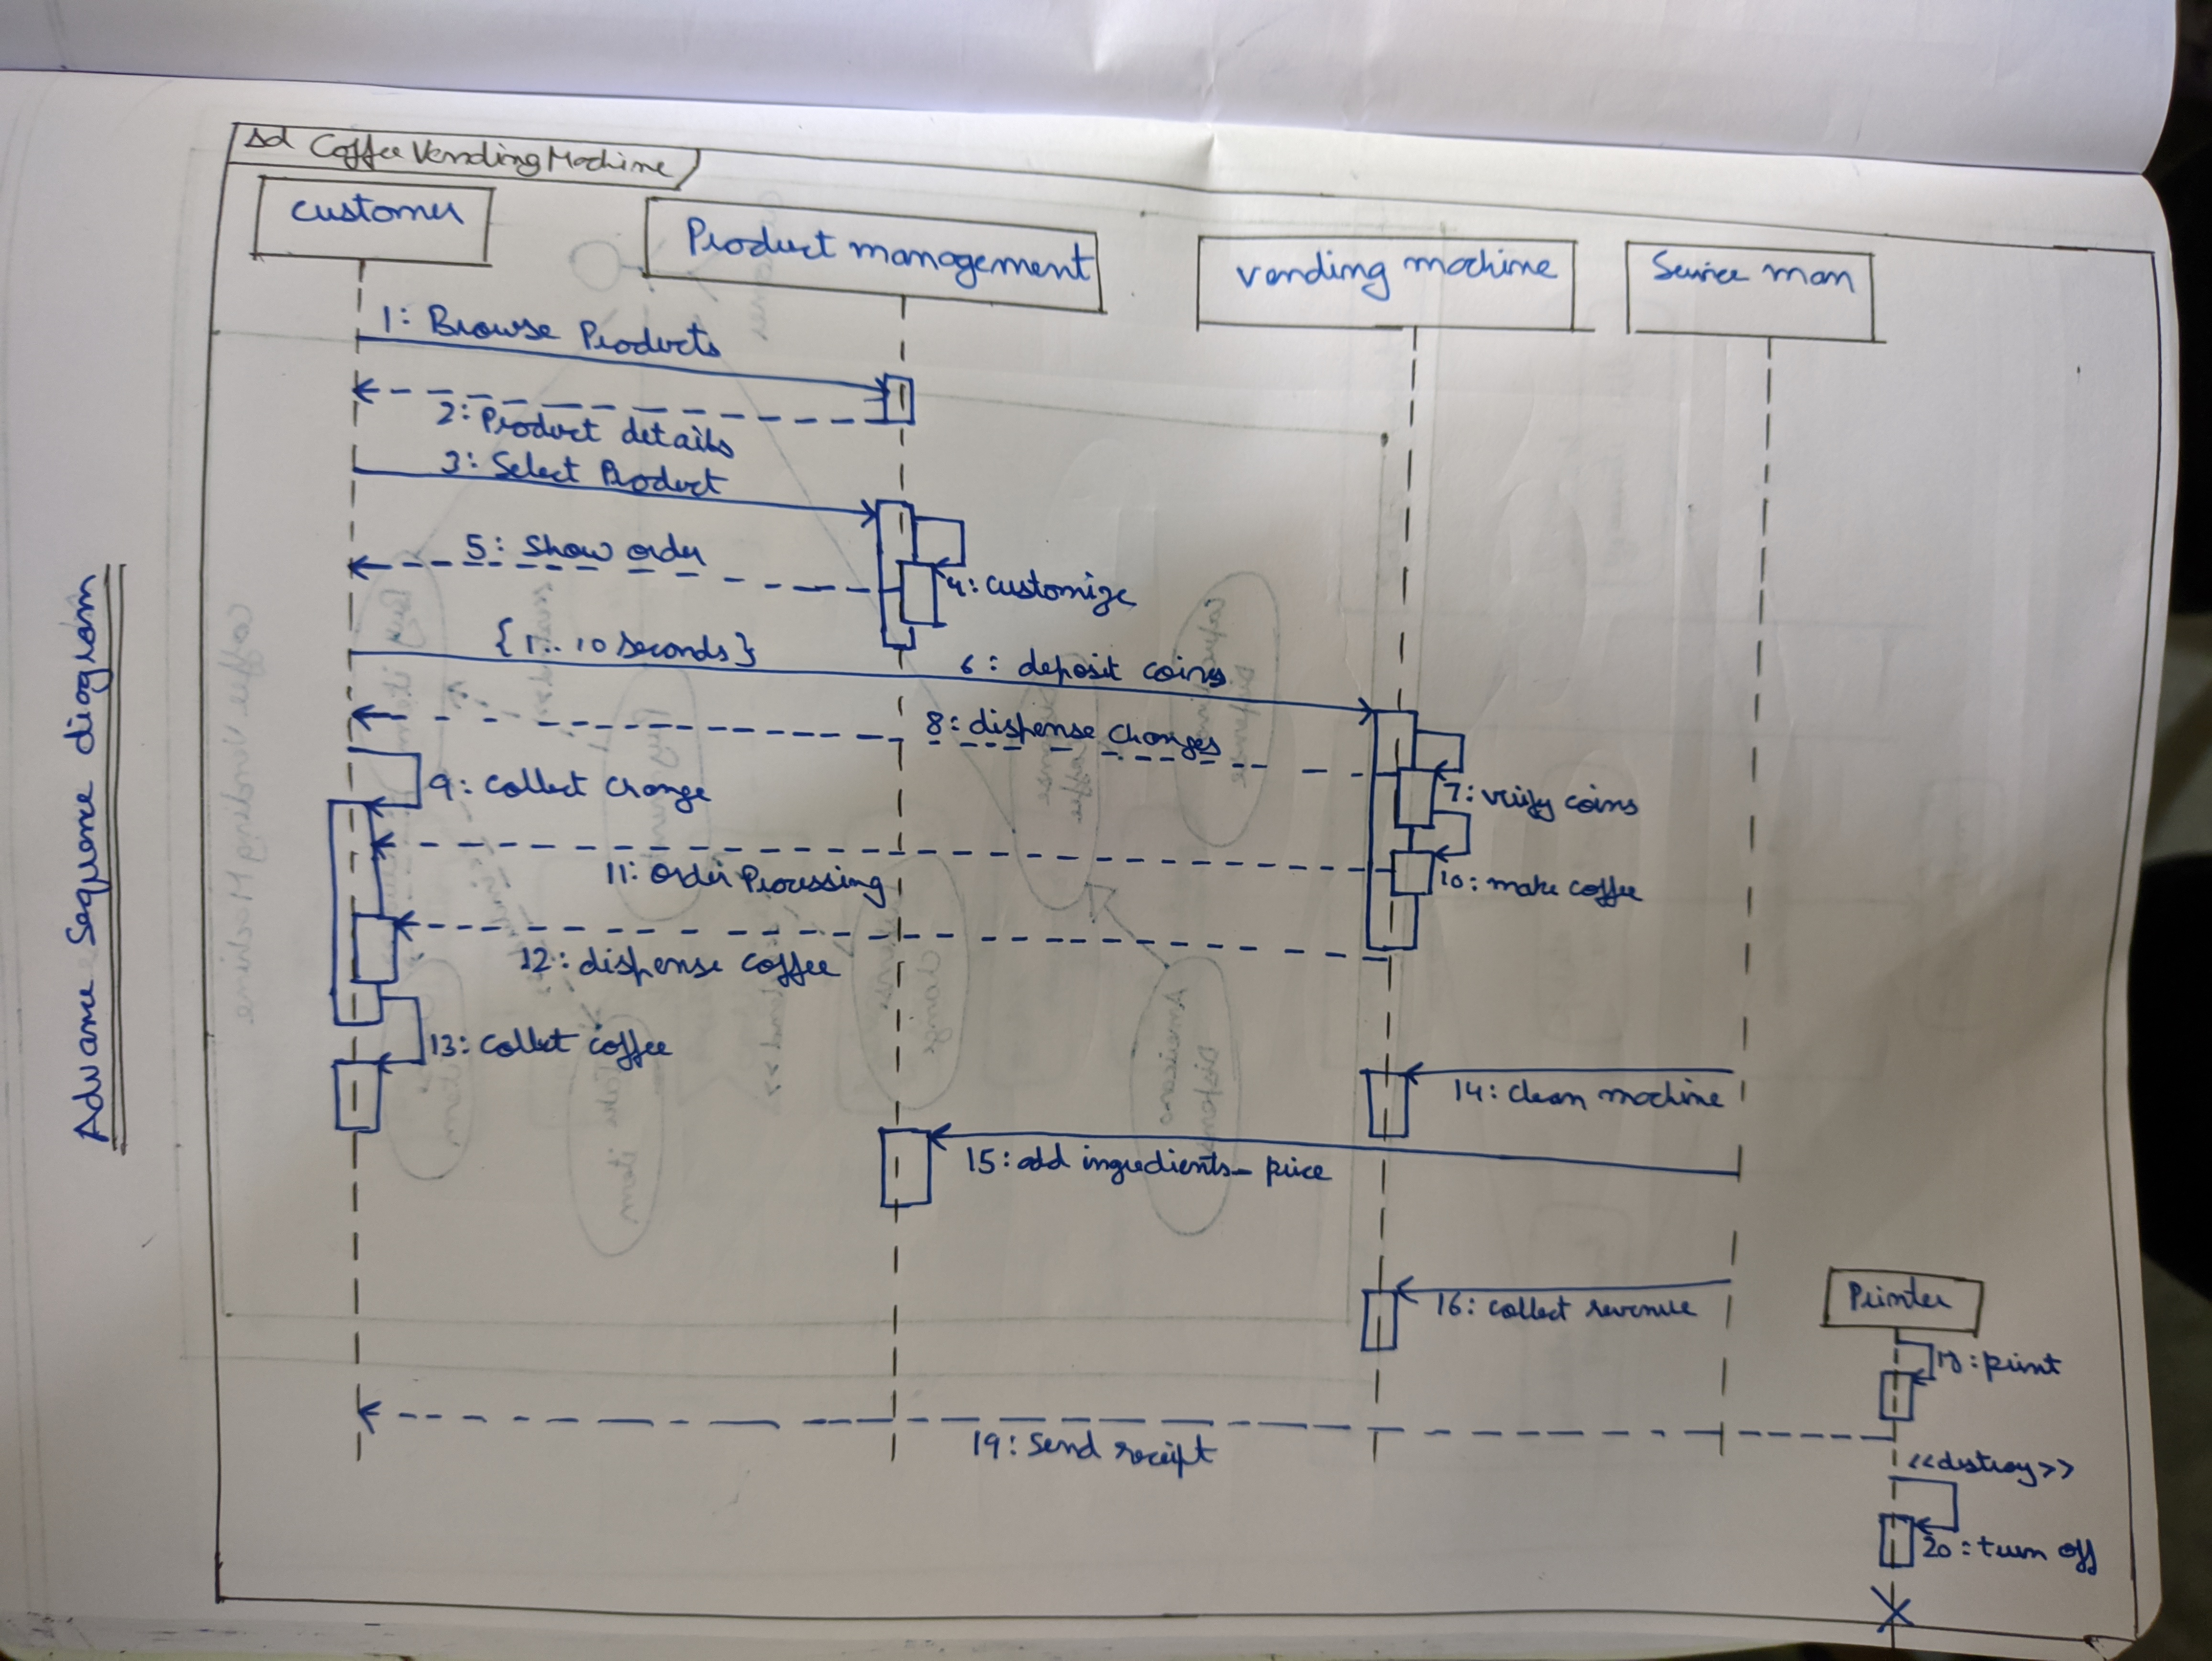 sd Coffee Vending Machine
customer
Product management
vending machine
Service man
1: Browse Products
2: Product details
3: Select Product
5: Show order
4: customize
{1..10 seconds}
6: deposit coins
8: dispense changes
9: collect change
7: verify coins
11: order Processing
10: make coffee
12: dispense coffee
13: collect coffee
14: clean machine
15: add ingredients_ price
16: collect revenue
Printer
18: print
19: Send receipt
<<destroy>>
20: turn off
Advance Sequence diagram